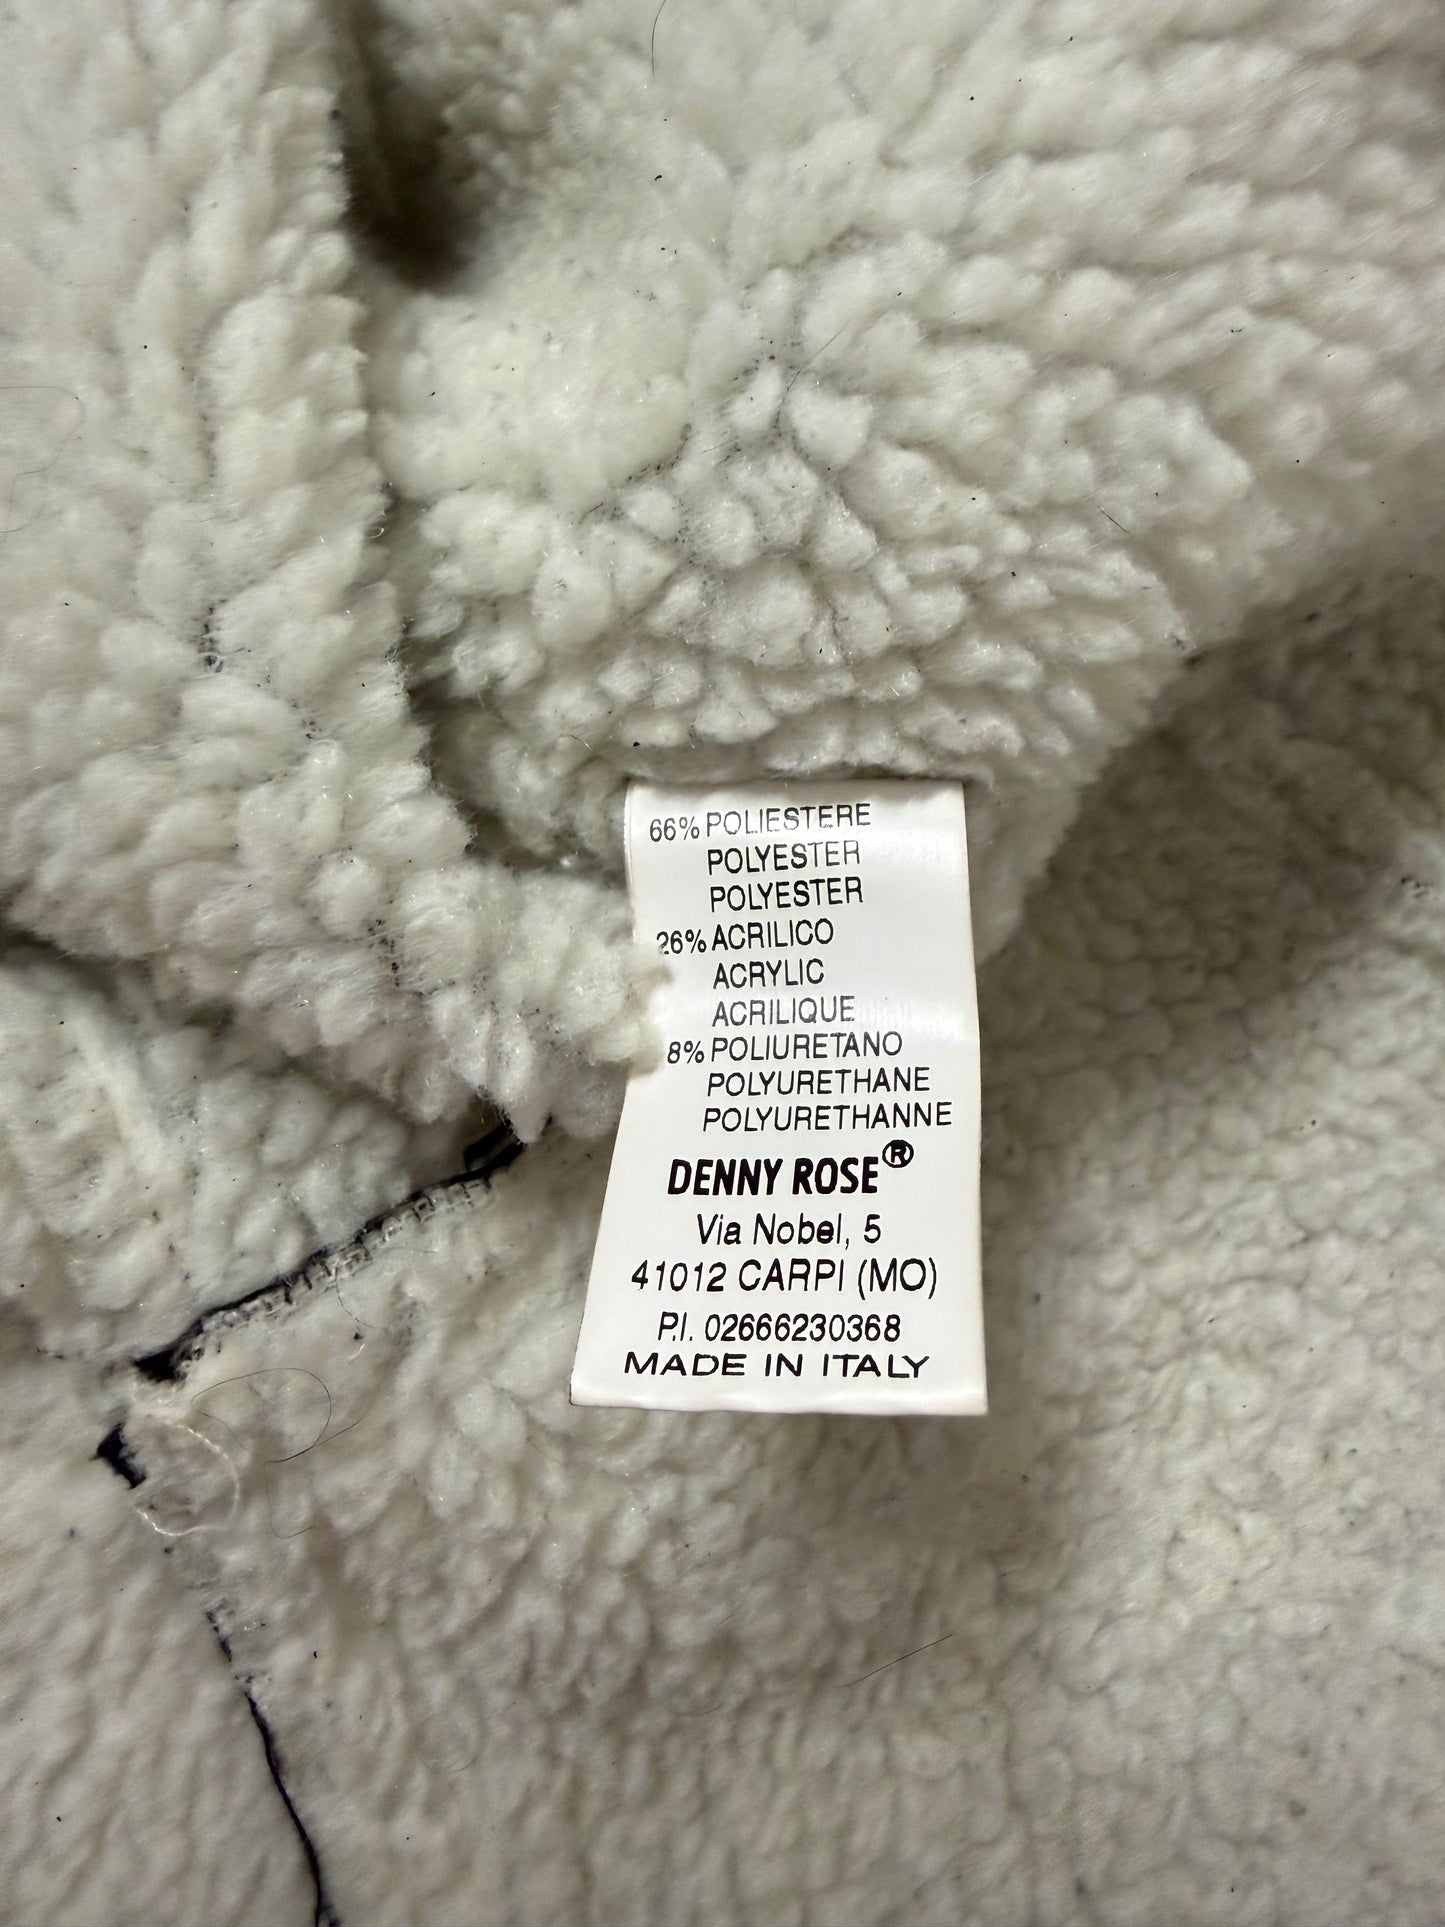 66% POLIESTERE
POLYESTER
POLYESTER
26% ACRILICO
ACRYLIC
ACRILIQUE
8% POLIURETANO
POLYURETHANE
POLYURETHANNE
DENNY ROSE®
Via Nobel, 5
41012 CARPI (MO)
P.I. 02666230368
MADE IN ITALY